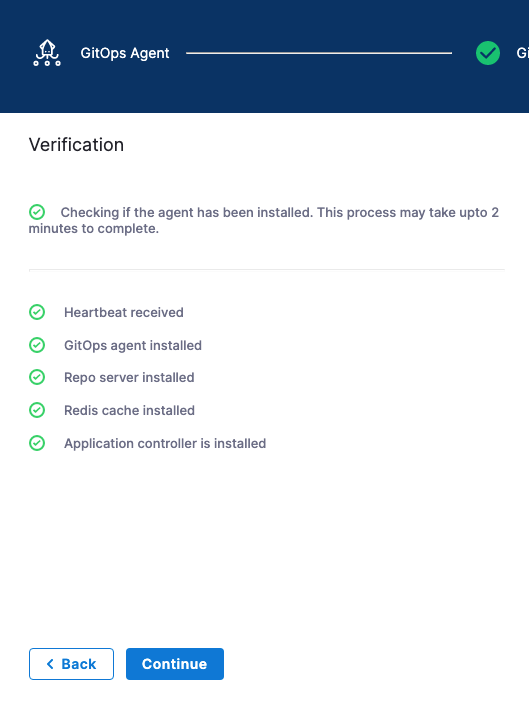 GitOps Agent
Gi
Verification
Checking if the agent has been installed. This process may take upto 2
minutes to complete.
Heartbeat received
GitOps agent installed
Repo server installed
Redis cache installed
Application controller is installed
Back
Continue